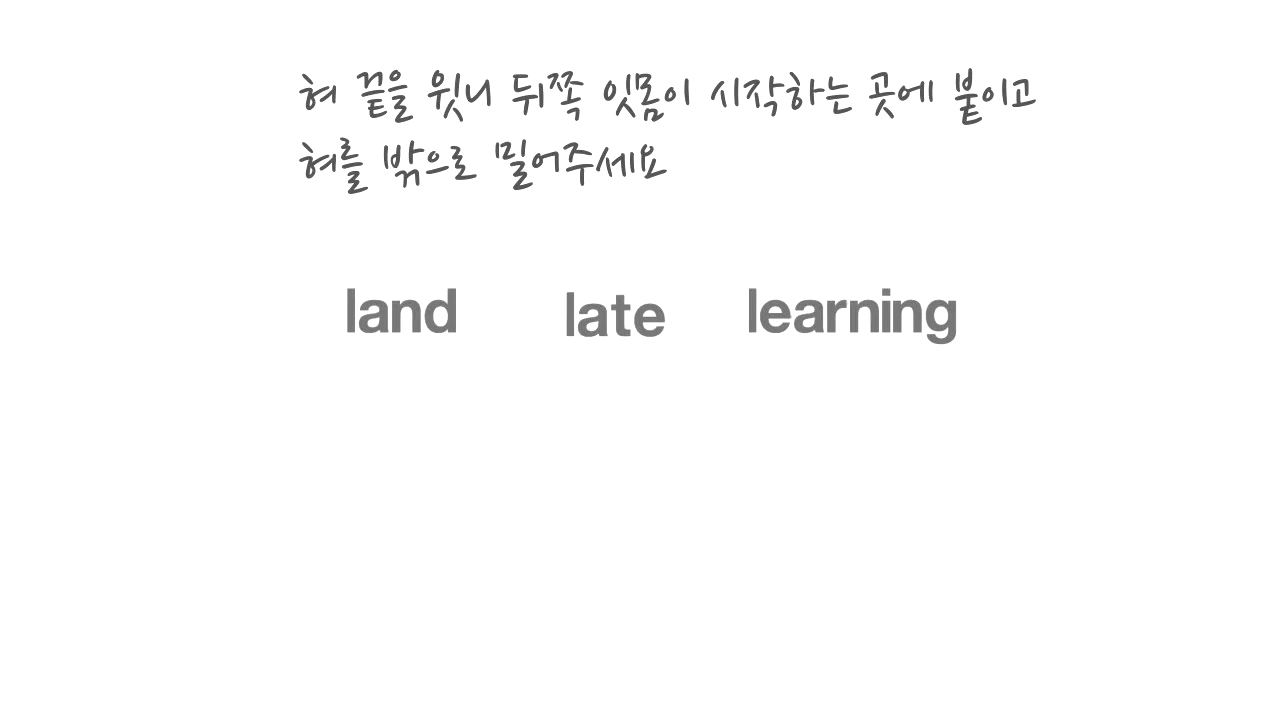 혀 끝을 윗니 뒤쪽 잇몸이 시작하는 곳에 붙이고
혀를 밖으로 밀어주세요
land late learning